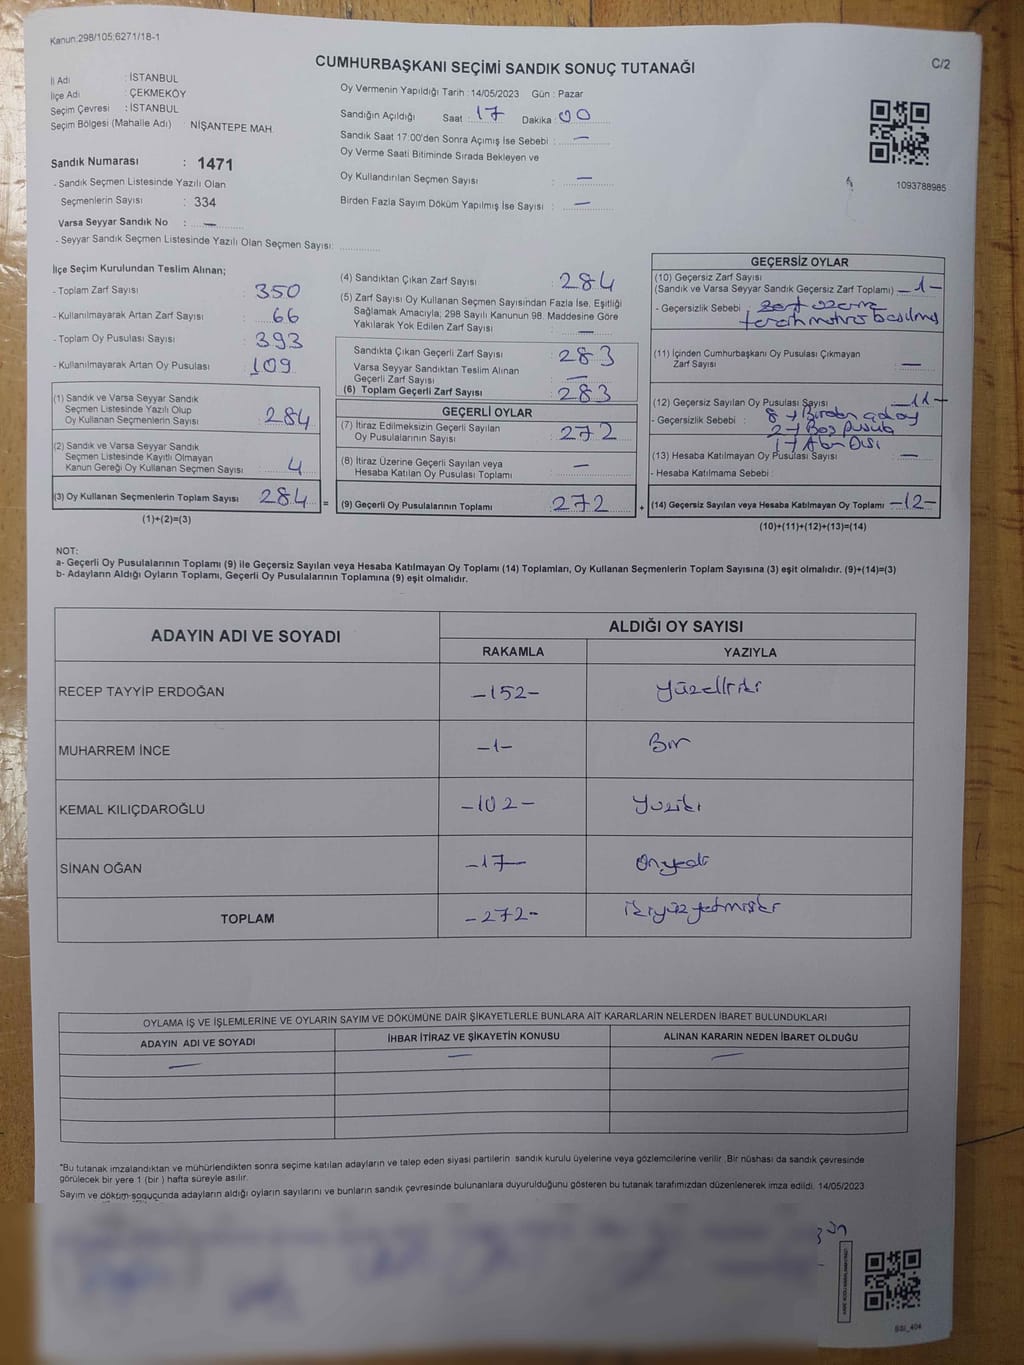 Kanun:298/105;6271/18-1
CUMHURBAŞKANI SEÇİMİ SANDIK SONUÇ TUTANAĞI
C/2
İl Adı : İSTANBUL
İlçe Adı : ÇEKMEKÖY
Seçim Çevresi : İSTANBUL
Seçim Bölgesi (Mahalle Adı) : NİŞANTEPE MAH.
Sandık Numarası : 1471
- Sandık Seçmen Listesinde Yazılı Olan
Seçmenlerin Sayısı : 334
Varsa Seyyar Sandık No : —
- Seyyar Sandık Seçmen Listesinde Yazılı Olan Seçmen Sayısı:
Oy Vermenin Yapıldığı Tarih : 14/05/2023 Gün : Pazar
Sandığın Açıldığı Saat : 17 Dakika : 00
Sandık Saat 17:00'den Sonra Açımış İse Sebebi : —
Oy Verme Saati Bitiminde Sırada Bekleyen ve
Oy Kullandırılan Seçmen Sayısı : —
Birden Fazla Sayım Döküm Yapılmış İse Sayısı : —
1093788985
İlçe Seçim Kurulundan Teslim Alınan;
- Toplam Zarf Sayısı : 350
- Kullanılmayarak Artan Zarf Sayısı : 66
- Toplam Oy Pusulası Sayısı : 393
- Kullanılmayarak Artan Oy Pusulası : 109
(1) Sandık ve Varsa Seyyar Sandık
Seçmen Listesinde Yazılı Olup
Oy Kullanan Seçmenlerin Sayısı : 284
(2) Sandık ve Varsa Seyyar Sandık
Seçmen Listesinde Kayıtlı Olmayan
Kanun Gereği Oy Kullanan Seçmen Sayısı : 4
(3) Oy Kullanan Seçmenlerin Toplam Sayısı : 284 =
(1)+(2)=(3)
(4) Sandıktan Çıkan Zarf Sayısı : 284
(5) Zarf Sayısı Oy Kullanan Seçmen Sayısından Fazla İse, Eşitliği
Sağlamak Amacıyla; 298 Sayılı Kanunun 98. Maddesine Göre
Yakılarak Yok Edilen Zarf Sayısı : —
Sandıkta Çıkan Geçerli Zarf Sayısı : 283
Varsa Seyyar Sandıktan Teslim Alınan
Geçerli Zarf Sayısı : —
(6) Toplam Geçerli Zarf Sayısı : 283
GEÇERLİ OYLAR
(7) İtiraz Edilmeksizin Geçerli Sayılan
Oy Pusulalarının Sayısı : 272
(8) İtiraz Üzerine Geçerli Sayılan veya
Hesaba Katılan Oy Pusulası Toplamı : —
(9) Geçerli Oy Pusulalarının Toplamı : 272 +
GEÇERSİZ OYLAR
(10) Geçersiz Zarf Sayısı
(Sandık ve Varsa Seyyar Sandık Geçersiz Zarf Toplamı) : -1-
- Geçersizlik Sebebi : zarf üzerine
tercih mührü basılmış
(11) İçinden Cumhurbaşkanı Oy Pusulası Çıkmayan
Zarf Sayısı : —
(12) Geçersiz Sayılan Oy Pusulası Sayısı : -11-
- Geçersizlik Sebebi : 8-) Birden aday
2-) Boş pusula
1-) Alan Dışı
(13) Hesaba Katılmayan Oy Pusulası Sayısı : —
- Hesaba Katılmama Sebebi :
(14) Geçersiz Sayılan veya Hesaba Katılmayan Oy Toplamı : -12-
(10)+(11)+(12)+(13)=(14)
NOT:
a- Geçerli Oy Pusulalarının Toplamı (9) ile Geçersiz Sayılan veya Hesaba Katılmayan Oy Toplamı (14) Toplamları, Oy Kullanan Seçmenlerin Toplam Sayısına (3) eşit olmalıdır. (9)+(14)=(3)
b- Adayların Aldığı Oyların Toplamı, Geçerli Oy Pusulalarının Toplamına (9) eşit olmalıdır.
ADAYIN ADI VE SOYADI ALDIĞI OY SAYISI
RAKAMLA YAZIYLA
RECEP TAYYİP ERDOĞAN -152- Yüzelliiki
MUHARREM İNCE -1- Bir
KEMAL KILIÇDAROĞLU -102- Yüziki
SİNAN OĞAN -17- Onyedi
TOPLAM -272- İkiyüzyetmişiki
OYLAMA İŞ VE İŞLEMLERİNE VE OYLARIN SAYIM VE DÖKÜMÜNE DAİR ŞİKAYETLERLE BUNLARA AİT KARARLARIN NELERDEN İBARET BULUNDUKLARI
ADAYIN ADI VE SOYADI İHBAR İTİRAZ VE ŞİKAYETİN KONUSU ALINAN KARARIN NEDEN İBARET OLDUĞU
— — —
*Bu tutanak imzalandıktan ve mühürlendikten sonra seçime katılan adayların ve talep eden siyasi partilerin sandık kurulu üyelerine veya gözlemcilerine verilir. Bir nüshası da sandık çevresinde
görülecek bir yere 1 (bir ) hafta süreyle asılır.
Sayım ve döküm sonucunda adayların aldığı oyların sayılarını ve bunların sandık çevresinde bulunanlara duyurulduğunu gösteren bu tutanak tarafımızdan düzenlenerek imza edildi. 14/05/2023
BSI_404